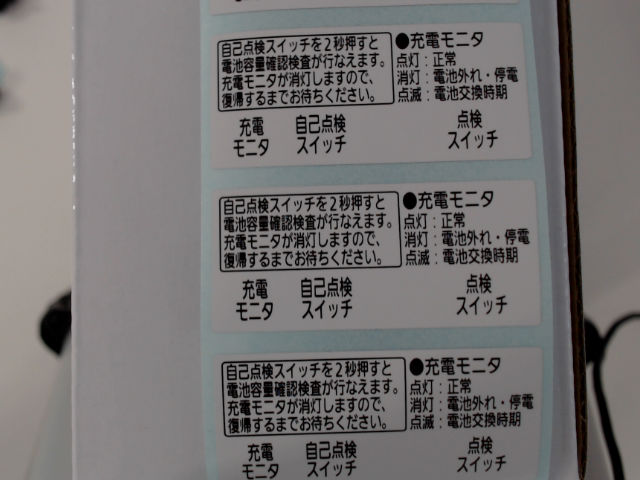 自己点検スイッチを2秒押すと
電池容量確認検査が行なえます。
充電モニタが消灯しますので、
復帰するまでお待ちください。
●充電モニタ
点灯：正常
消灯：電池外れ・停電
点滅：電池交換時期
充電
モニタ
自己点検
スイッチ
点検
スイッチ
自己点検スイッチを2秒押すと
電池容量確認検査が行なえます。
充電モニタが消灯しますので、
復帰するまでお待ちください。
●充電モニタ
点灯：正常
消灯：電池外れ・停電
点滅：電池交換時期
充電
モニタ
自己点検
スイッチ
点検
スイッチ
自己点検スイッチを2秒押すと
電池容量確認検査が行なえます。
充電モニタが消灯しますので、
復帰するまでお待ちください。
●充電モニタ
点灯：正常
消灯：電池外れ・停電
点滅：電池交換時期
充電
モニタ
自己点検
スイッチ
点検
スイッチ